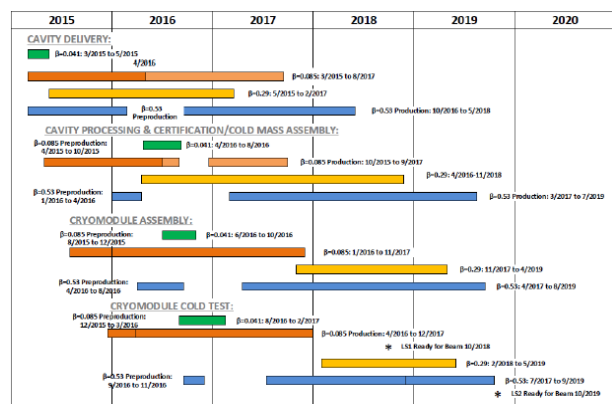 2015 2016 2017 2018 2019 2020
CAVITY DELIVERY:
β=0.041: 3/2015 to 5/2015
4/2016
β=0.085: 3/2015 to 8/2017
β=0.29: 5/2015 to 2/2017
β=0.53
Preproduction
β=0.53 Production: 10/2016 to 5/2018
CAVITY PROCESSING & CERTIFICATION/COLD MASS ASSEMBLY:
β=0.085 Preproduction:
4/2015 to 10/2015
β=0.041: 4/2016 to 8/2016
β=0.085 Production: 10/2015 to 9/2017
β=0.29: 4/2016-11/2018
β=0.53 Preproduction:
1/2016 to 4/2016
β=0.53 Production: 3/2017 to 7/2019
CRYOMODULE ASSEMBLY:
β=0.085 Preproduction:
8/2015 to 12/2015
β=0.041: 6/2016 to 10/2016
β=0.085: 1/2016 to 11/2017
β=0.29: 11/2017 to 4/2019
β=0.53 Preproduction:
4/2016 to 8/2016
β=0.53: 4/2017 to 8/2019
CRYOMODULE COLD TEST:
β=0.085 Preproduction:
12/2015 to 3/2016
β=0.041: 8/2016 to 2/2017
β=0.085 Production: 4/2016 to 12/2017
* LS1 Ready for Beam 10/2018
β=0.29: 2/2018 to 5/2019
β=0.53 Preproduction:
9/2016 to 11/2016
β=0.53: 7/2017 to 9/2019
* LS2 Ready for Beam 10/2019